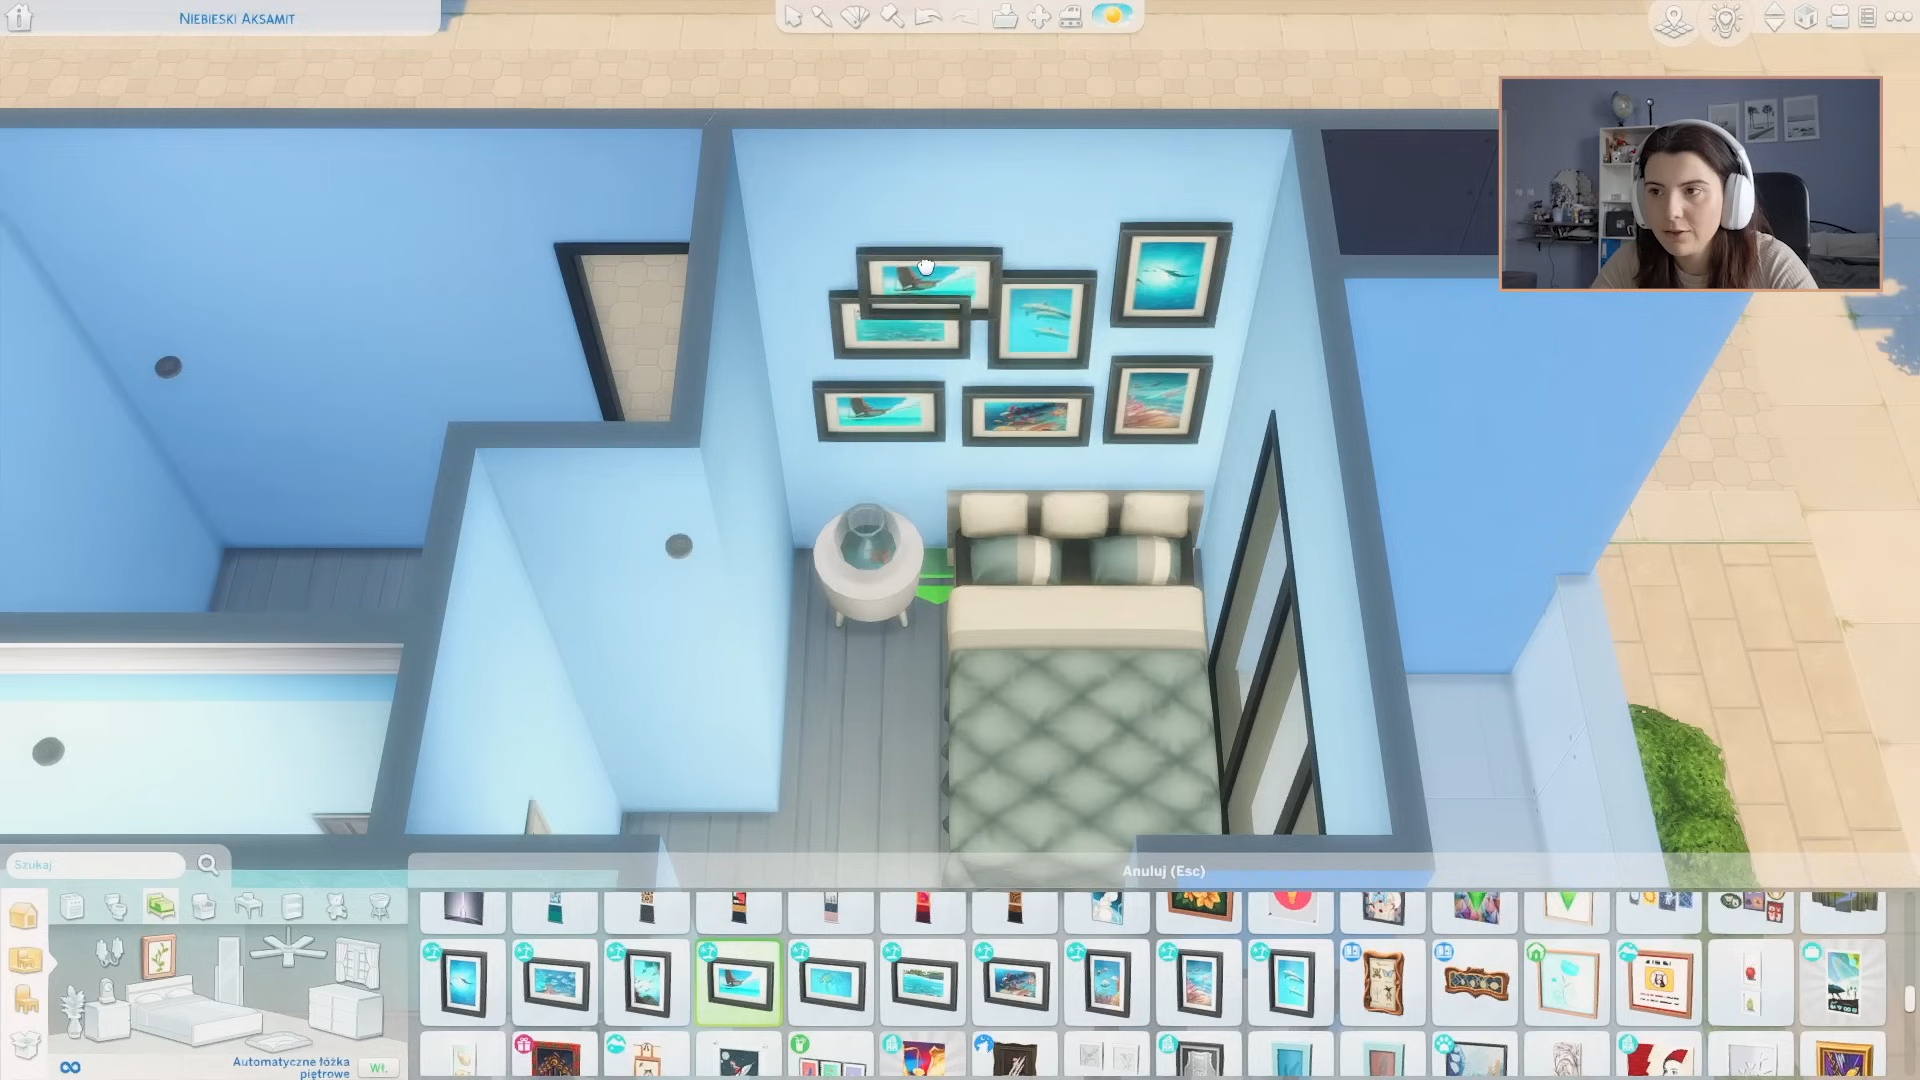 Niebieski Aksamit
Anuluj (Esc)
Szukaj
Automatyczne łóżka
piętrowe
Wł.